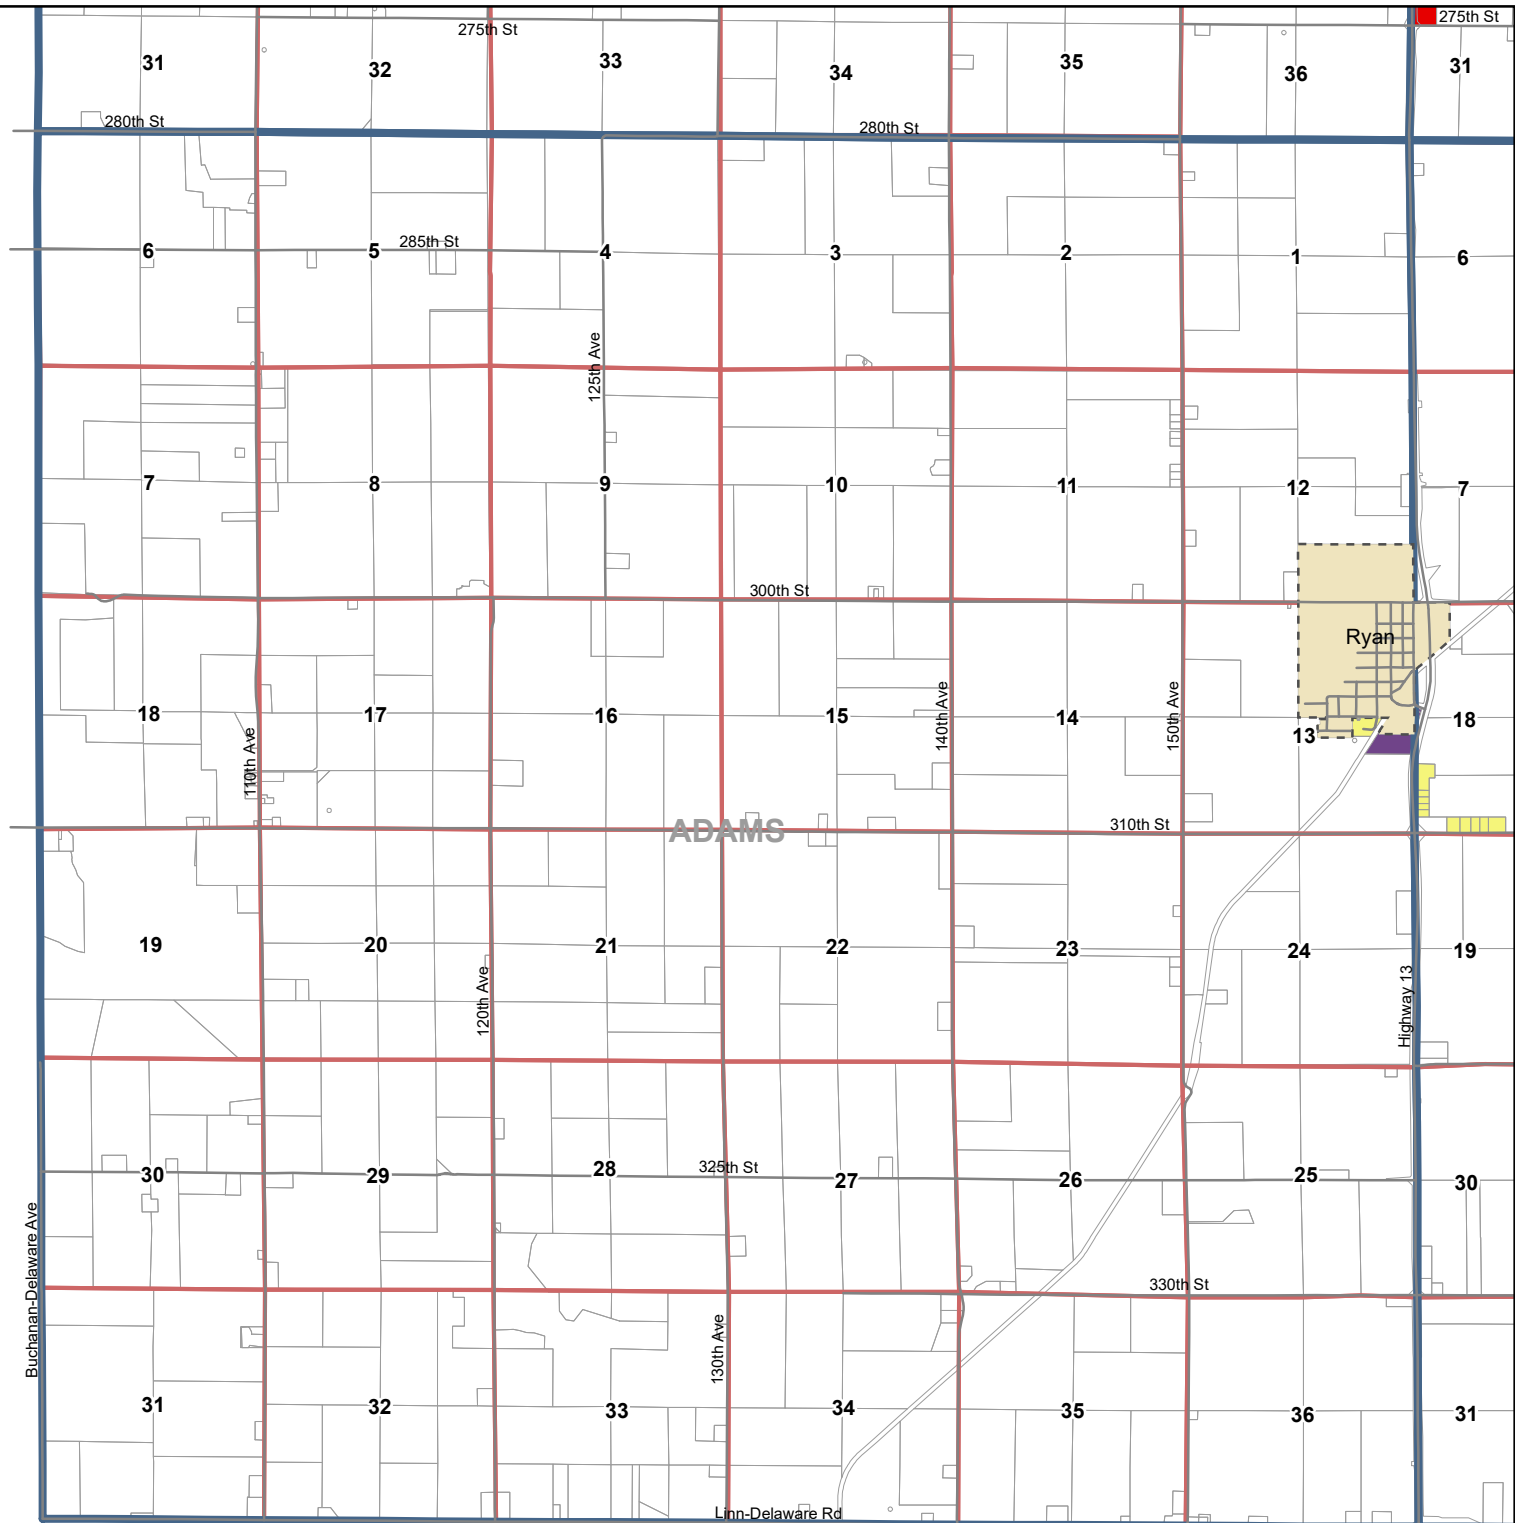 275th St
275th St
31
32
33
34
35
36
31
280th St
280th St
6
5
285th St
4
3
2
1
6
125th Ave
7
8
9
10
11
12
7
300th St
Ryan
18
17
16
15
14
13
18
110th Ave
140th Ave
150th Ave
ADAMS
310th St
19
20
21
22
23
24
19
120th Ave
Highway 13
30
29
28
325th St
27
26
25
30
Buchanan-Delaware Ave
330th St
130th Ave
31
32
33
34
35
36
31
Linn-Delaware Rd